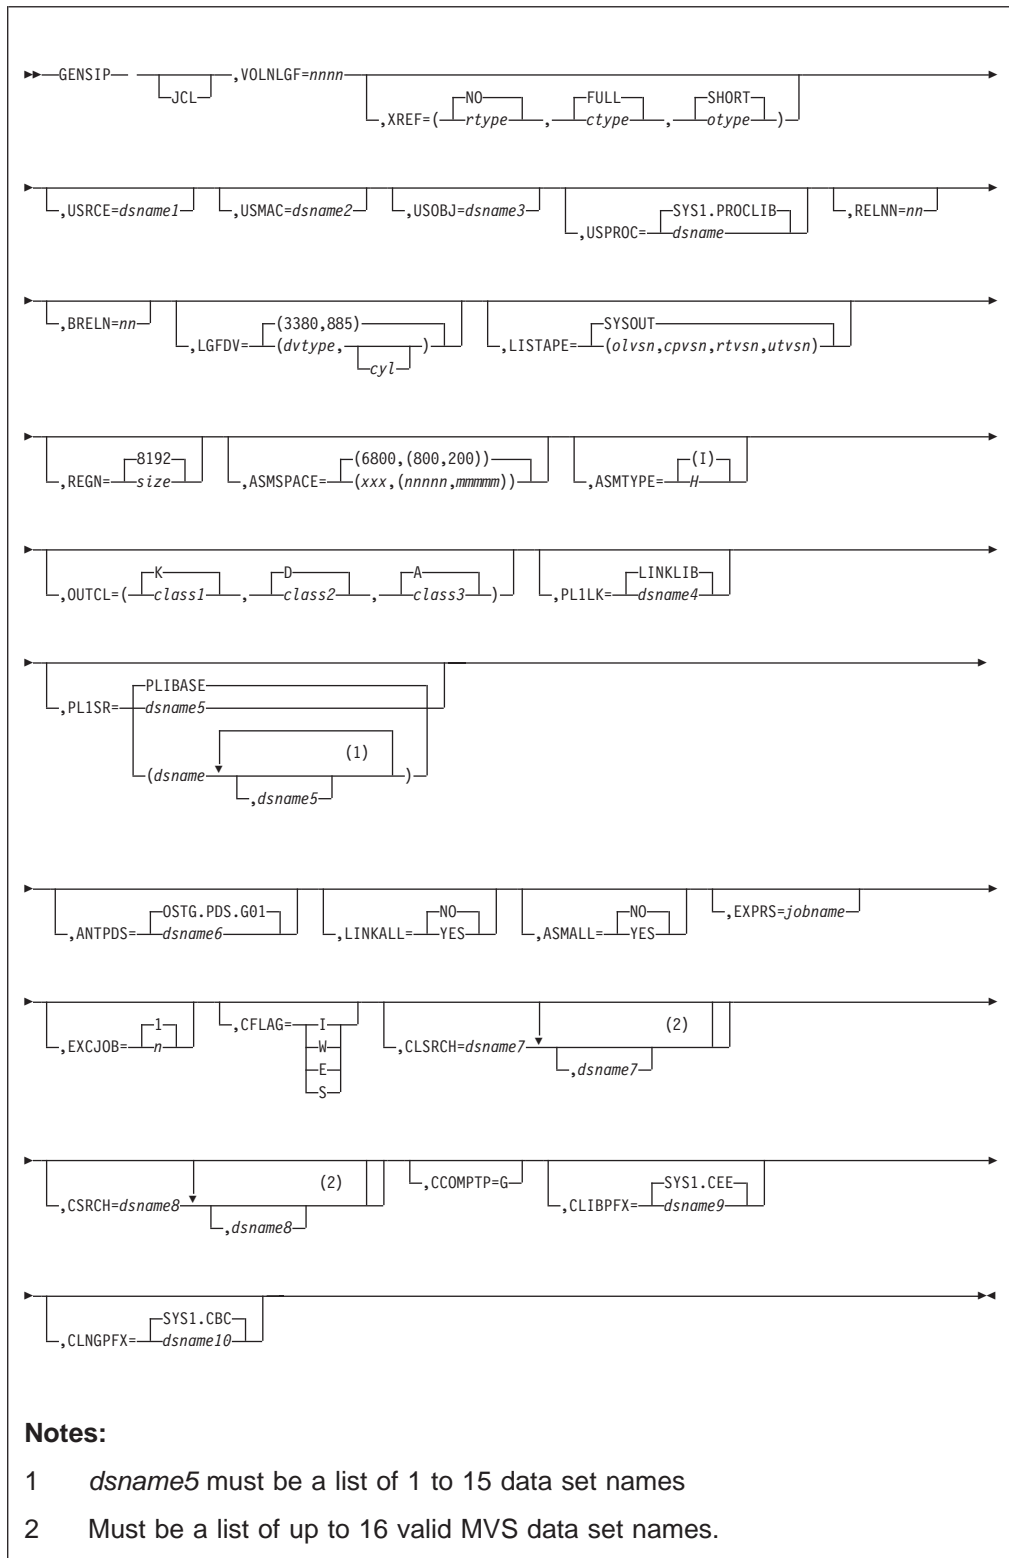 GENSIP JCL ,VOLNLGF=nnnn ,XREF=( NO rtype , FULL ctype , SHORT otype )
,USRCE=dsname1 ,USMAC=dsname2 ,USOBJ=dsname3 ,USPROC= SYS1.PROCLIB dsname ,RELNN=nn
,BRELN=nn ,LGFDV= (3380,885) (dvtype, cyl ) ,LISTAPE= SYSOUT (olvsn,cpvsn,rtvsn,utvsn)
,REGN= 8192 size ,ASMSPACE= (6800,(800,200)) (xxx,(nnnnn,mmmmm)) ,ASMTYPE= (I) H
,OUTCL=( K class1 , D class2 , A class3 ) ,PL1LK= LINKLIB dsname4
,PL1SR= PLIBASE dsname5
(1)
(dsname ,dsname5 )
,ANTPDS= OSTG.PDS.G01 dsname6 ,LINKALL= NO YES ,ASMALL= NO YES ,EXPRS=jobname
,EXCJOB= 1 n ,CFLAG= I W E S ,CLSRCH=dsname7 (2) ,dsname7
,CSRCH=dsname8 (2) ,dsname8 ,CCOMPTP=G ,CLIBPFX= SYS1.CEE dsname9
,CLNGPFX= SYS1.CBC dsname10
Notes:
1 dsname5 must be a list of 1 to 15 data set names
2 Must be a list of up to 16 valid MVS data set names.